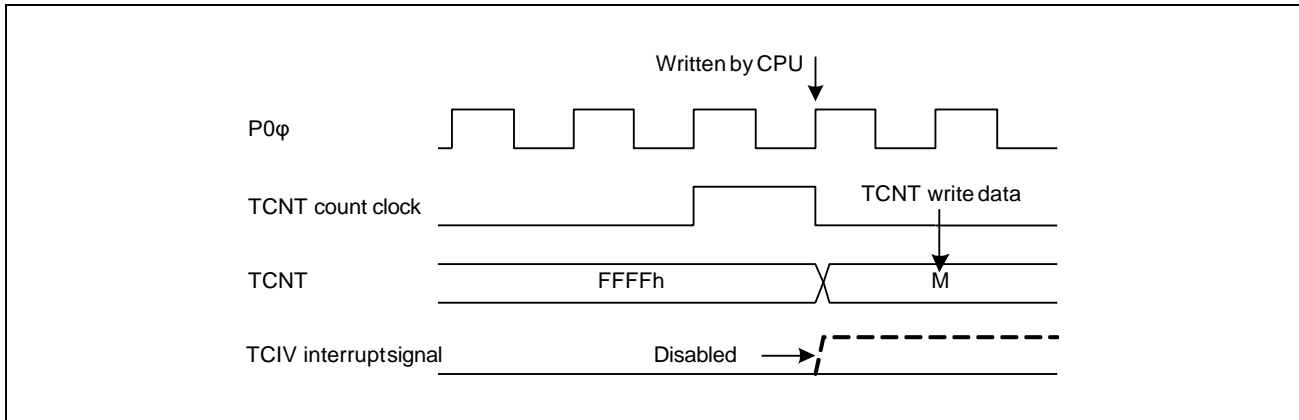 Written by CPU
P0φ
TCNT count clock
TCNT write data
TCNT
FFFFh
M
TCIV interrupt signal
Disabled